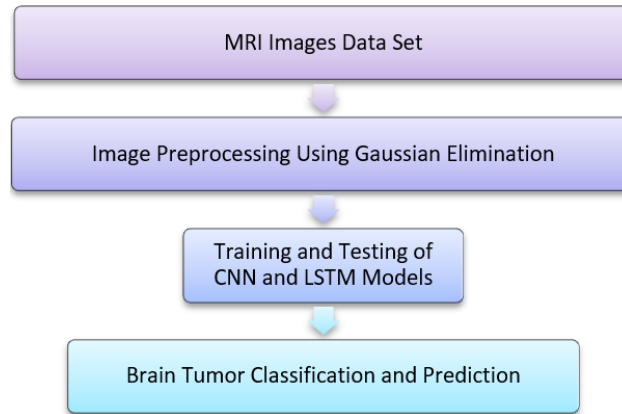 MRI Images Data Set
Image Preprocessing Using Gaussian Elimination
Training and Testing of
CNN and LSTM Models
Brain Tumor Classification and Prediction